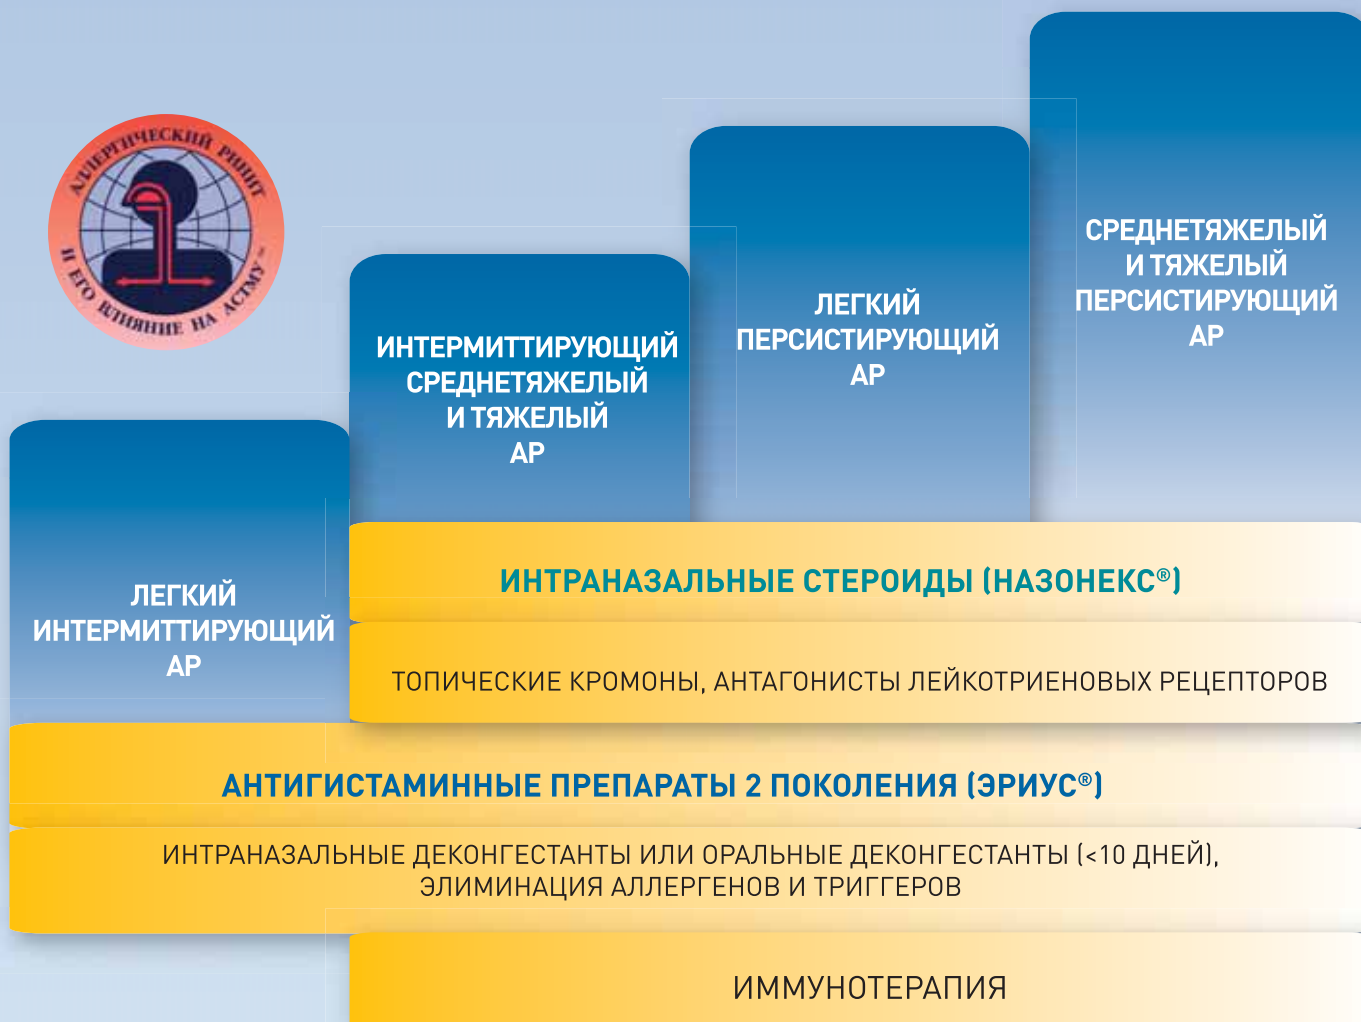 АЛЛЕРГИЧЕСКИЙ РИНИТ
И ЕГО ВЛИЯНИЕ НА АСТМУ
СРЕДНЕТЯЖЕЛЫЙ
И ТЯЖЕЛЫЙ
ПЕРСИСТИРУЮЩИЙ
АР
ЛЕГКИЙ
ПЕРСИСТИРУЮЩИЙ
АР
ИНТЕРМИТТИРУЮЩИЙ
СРЕДНЕТЯЖЕЛЫЙ
И ТЯЖЕЛЫЙ
АР
ЛЕГКИЙ
ИНТЕРМИТТИРУЮЩИЙ
АР
ИНТРАНАЗАЛЬНЫЕ СТЕРОИДЫ (НАЗОНЕКС®)
ТОПИЧЕСКИЕ КРОМОНЫ, АНТАГОНИСТЫ ЛЕЙКОТРИЕНОВЫХ РЕЦЕПТОРОВ
АНТИГИСТАМИННЫЕ ПРЕПАРАТЫ 2 ПОКОЛЕНИЯ (ЭРИУС®)
ИНТРАНАЗАЛЬНЫЕ ДЕКОНГЕСТАНТЫ ИЛИ ОРАЛЬНЫЕ ДЕКОНГЕСТАНТЫ (<10 ДНЕЙ),
ЭЛИМИНАЦИЯ АЛЛЕРГЕНОВ И ТРИГГЕРОВ
ИММУНОТЕРАПИЯ